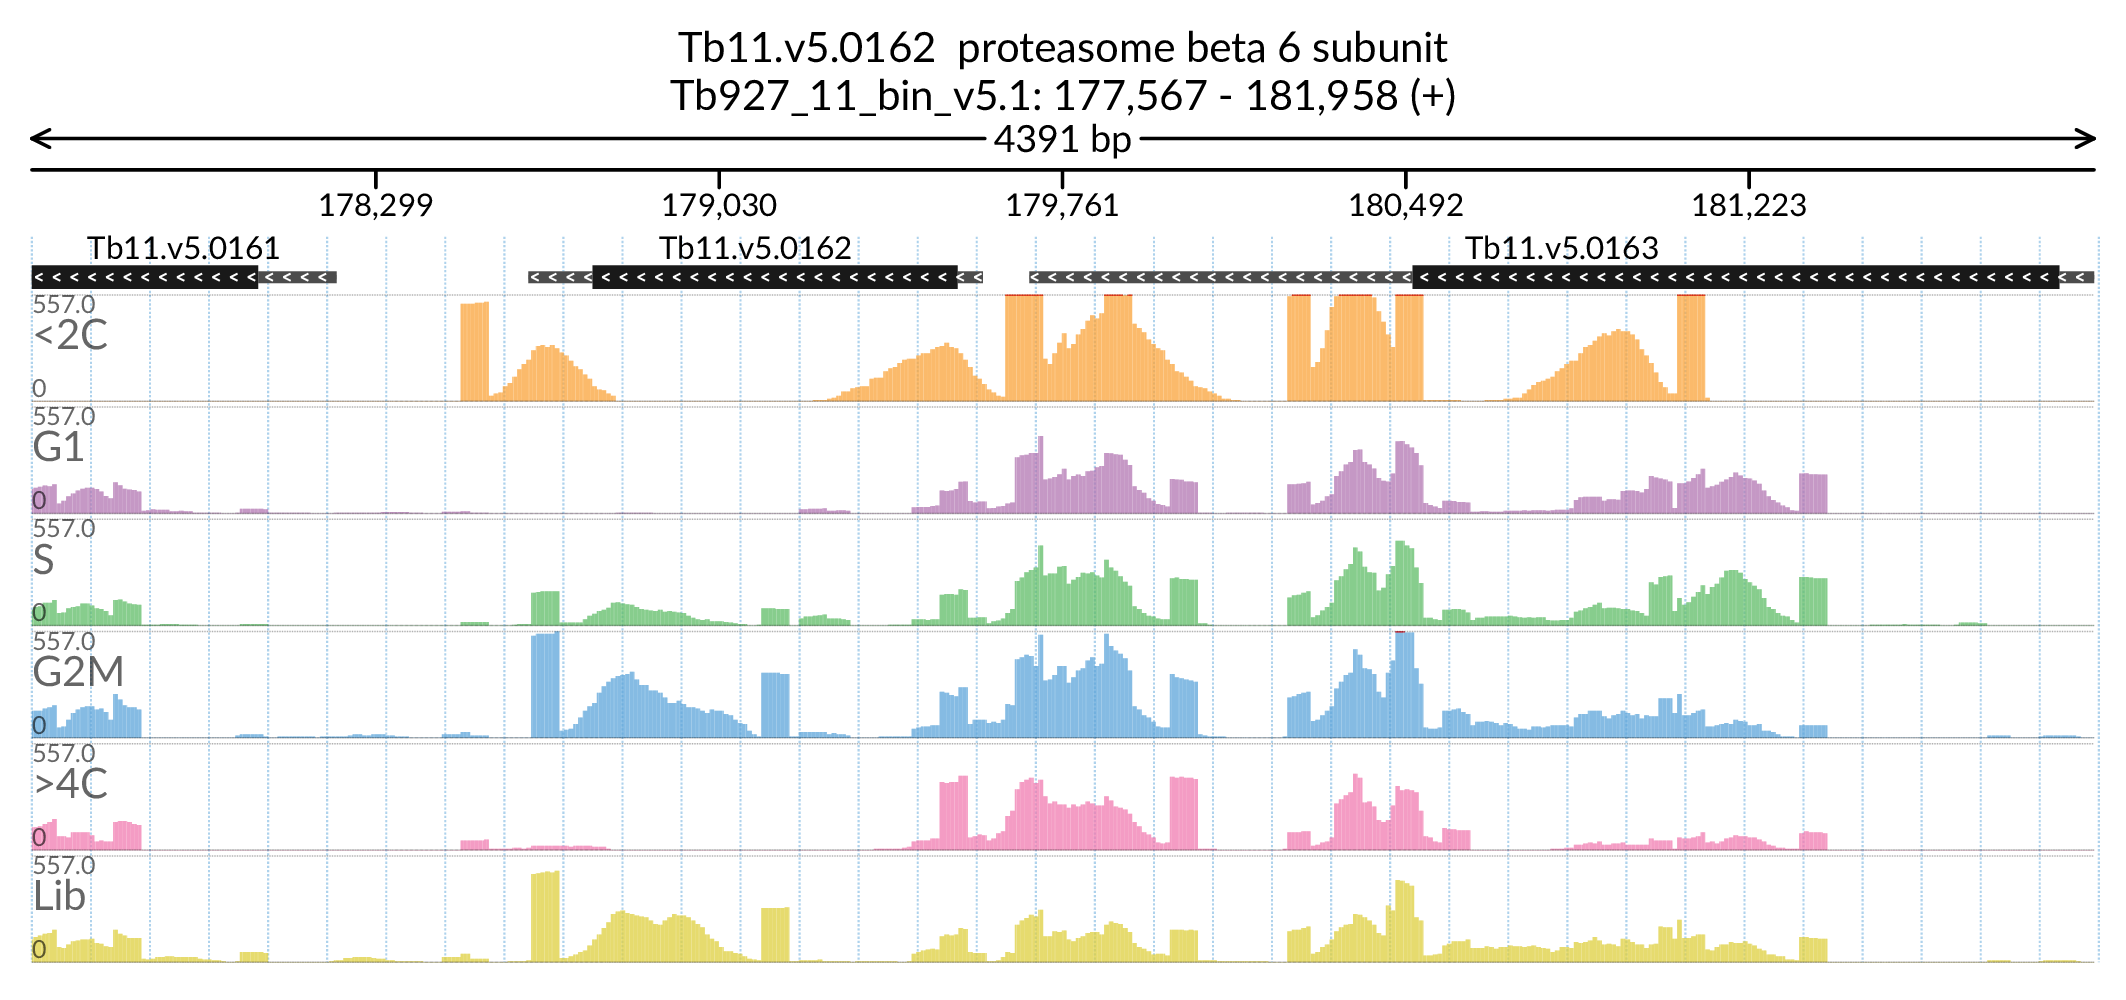 Tb11.v5.0162  proteasome beta 6 subunit
Tb927_11_bin_v5.1: 177,567 - 181,958 (+)
4391 bp
178,299 179,030 179,761 180,492 181,223
Tb11.v5.0161 Tb11.v5.0162 Tb11.v5.0163
557.0
<2C
0
557.0
G1
0
557.0
S
0
557.0
G2M
0
557.0
>4C
0
557.0
Lib
0